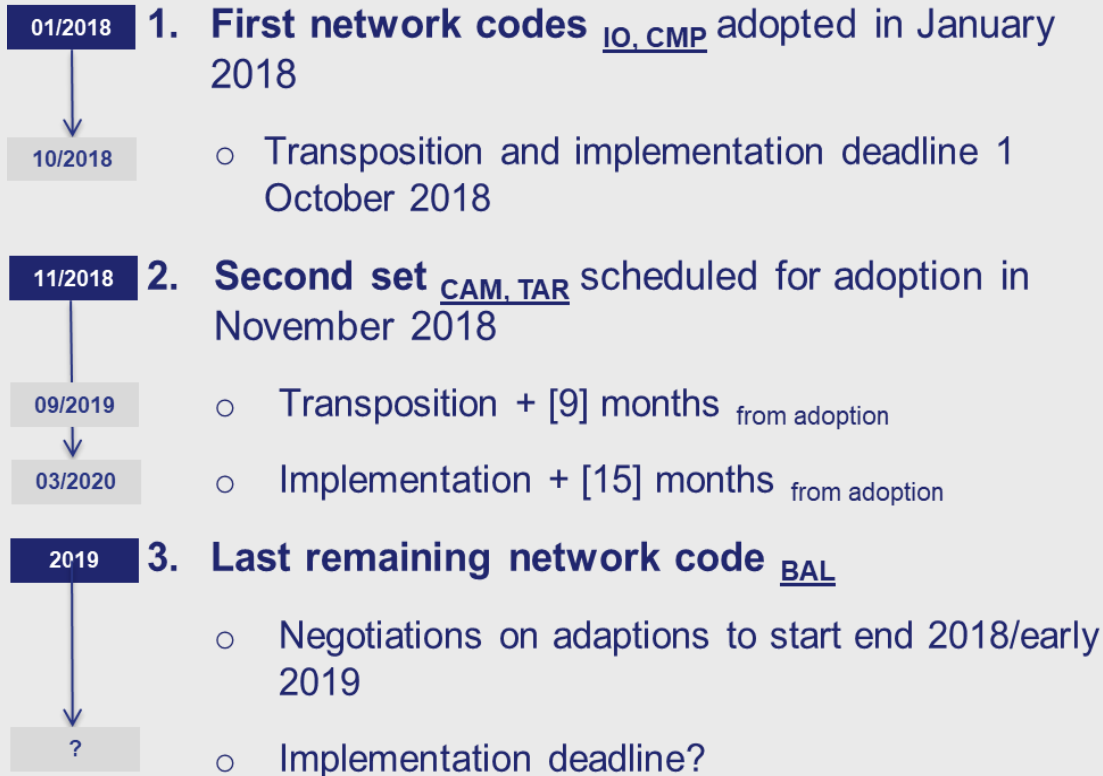 01/2018 1. First network codes IO, CMP adopted in January
2018
10/2018 o Transposition and implementation deadline 1
October 2018
11/2018 2. Second set CAM, TAR scheduled for adoption in
November 2018
09/2019 o Transposition + [9] months from adoption
03/2020 o Implementation + [15] months from adoption
2019 3. Last remaining network code BAL
o Negotiations on adaptions to start end 2018/early
2019
? o Implementation deadline?